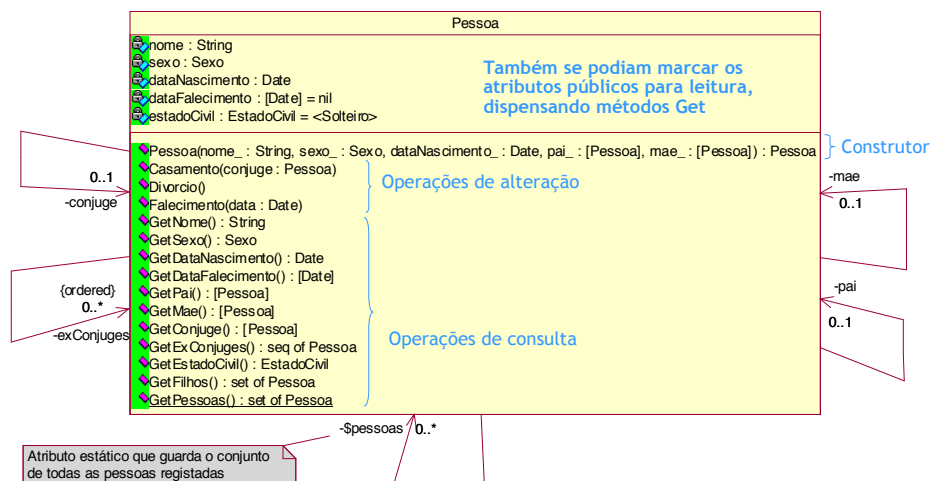 Pessoa
nome : String
sexo : Sexo
dataNascimento : Date
dataFalecimento : [Date] = nil
estadoCivil : EstadoCivil = <Solteiro>
Também se podiam marcar os
atributos públicos para leitura,
dispensando métodos Get
Pessoa(nome_ : String, sexo_ : Sexo, dataNascimento_ : Date, pai_ : [Pessoa], mae_ : [Pessoa]) : Pessoa
Construtor
Casamento(conjuge : Pessoa)
Divorcio()
Falecimento(data : Date)
Operações de alteração
GetNome() : String
GetSexo() : Sexo
GetDataNascimento() : Date
GetDataFalecimento() : [Date]
GetPai() : [Pessoa]
GetMae() : [Pessoa]
GetConjuge() : [Pessoa]
GetExConjuges() : seq of Pessoa
GetEstadoCivil() : EstadoCivil
GetFilhos() : set of Pessoa
GetPessoas() : set of Pessoa
Operações de consulta
0..1
-conjuge
{ordered}
0..*
-exConjuges
-mae
0..1
-pai
0..1
-$pessoas
0..*
Atributo estático que guarda o conjunto
de todas as pessoas registadas